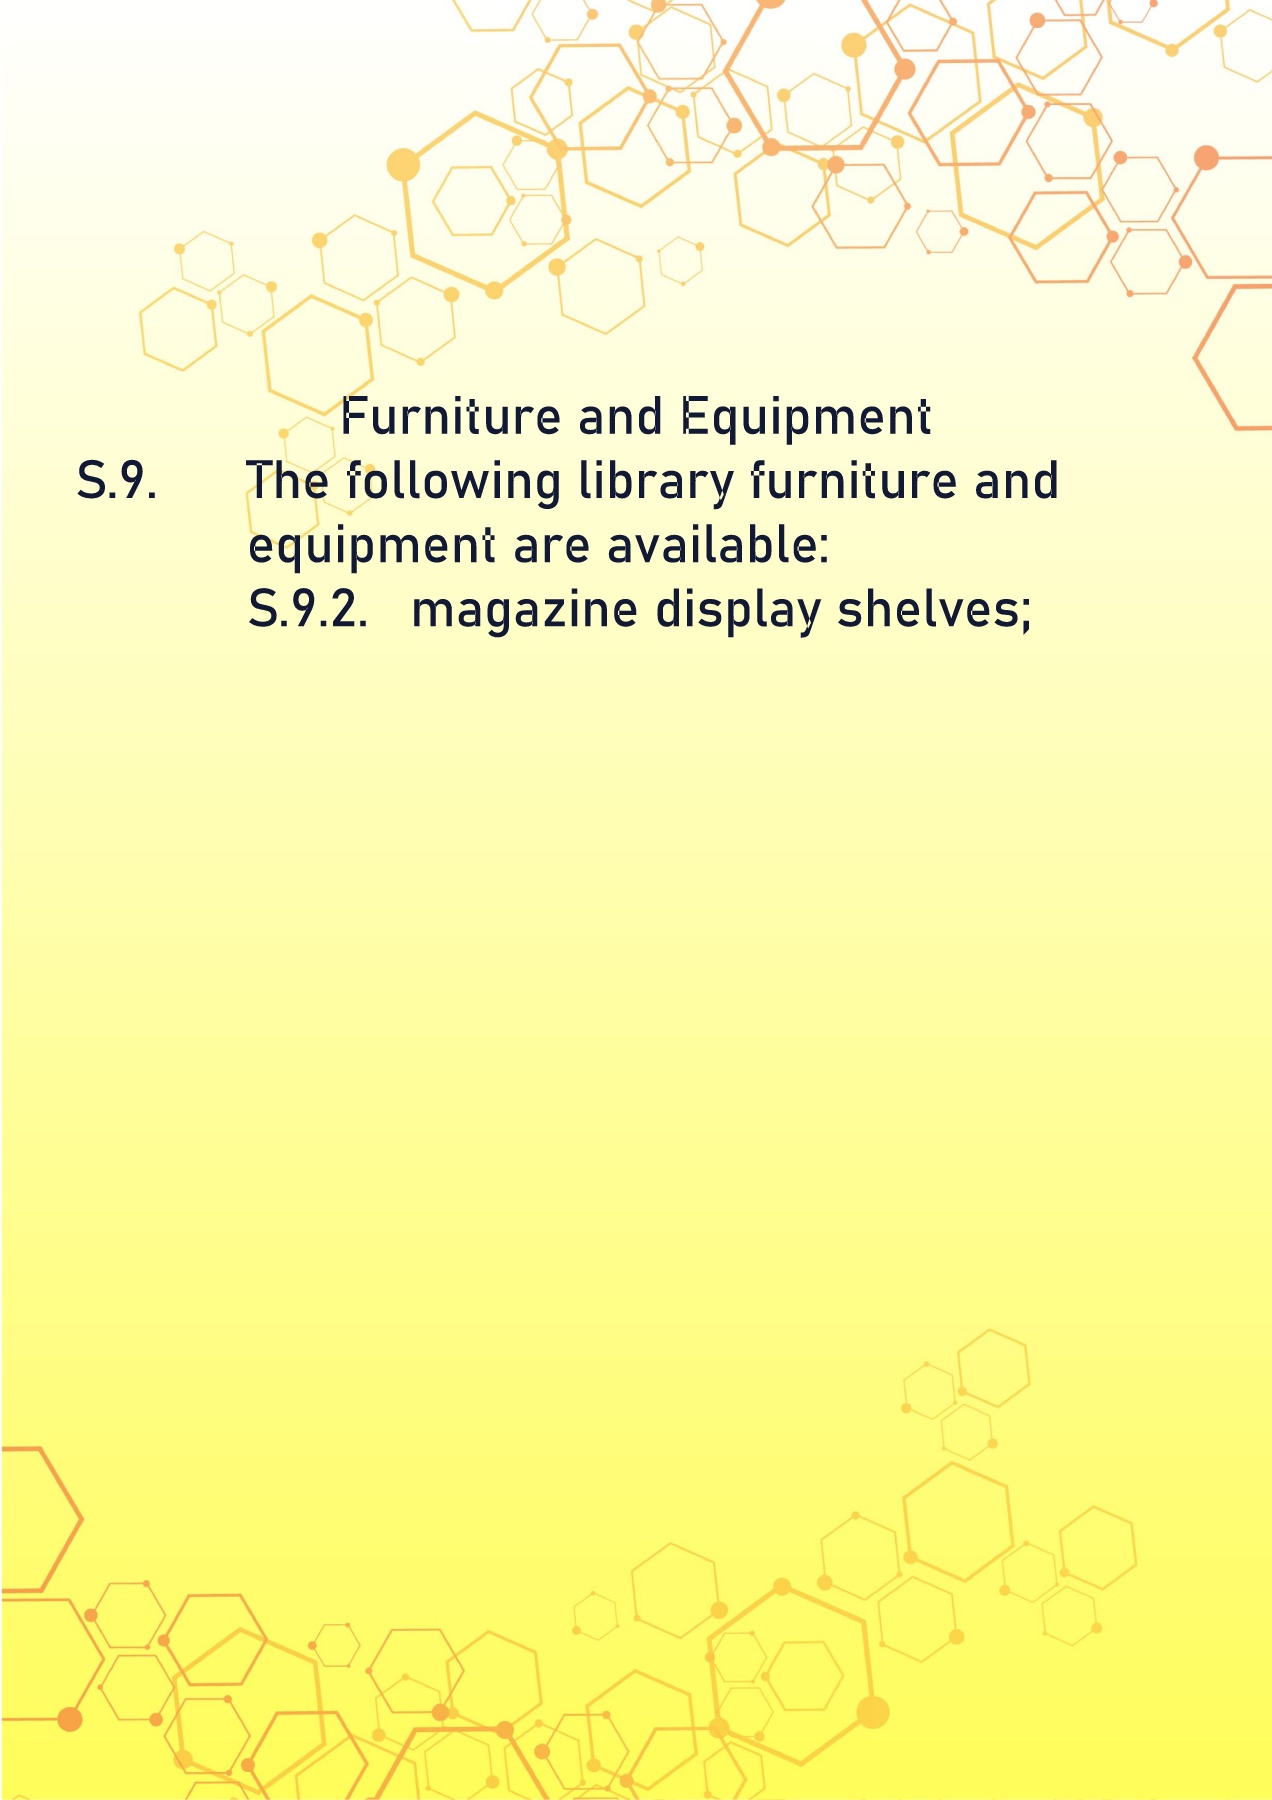 Furniture and Equipment
S.9. The following library furniture and
equipment are available:
S.9.2. magazine display shelves;